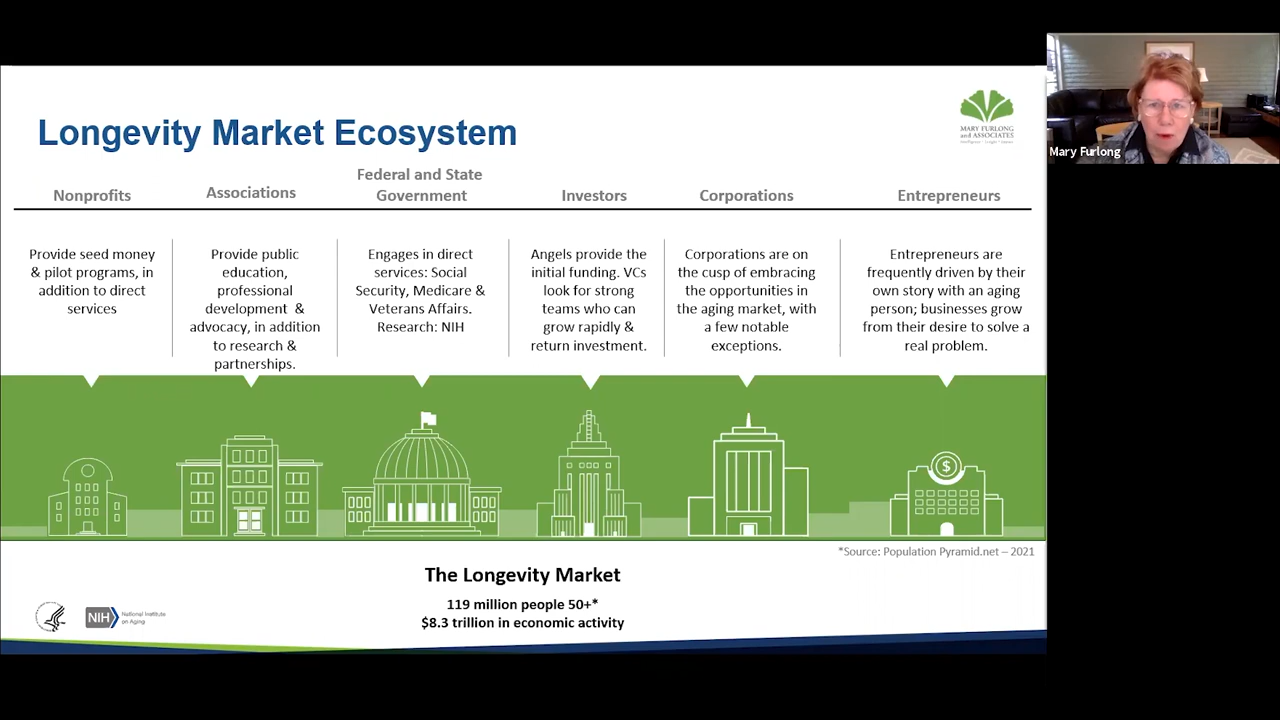 Longevity Market Ecosystem
MARY FURLONG
and ASSOCIATES
Mary Furlong
Nonprofits
Associations
Federal and State
Government
Investors
Corporations
Entrepreneurs
Provide seed money
& pilot programs, in
addition to direct
services
Provide public
education,
professional
development &
advocacy, in addition
to research &
partnerships.
Engages in direct
services: Social
Security, Medicare &
Veterans Affairs.
Research: NIH
Angels provide the
initial funding. VCs
look for strong
teams who can
grow rapidly &
return investment.
Corporations are on
the cusp of embracing
the opportunities in
the aging market, with
a few notable
exceptions.
Entrepreneurs are
frequently driven by their
own story with an aging
person; businesses grow
from their desire to solve a
real problem.
$
*Source: Population Pyramid.net – 2021
The Longevity Market
119 million people 50+*
$8.3 trillion in economic activity
NIH
National Institute
on Aging